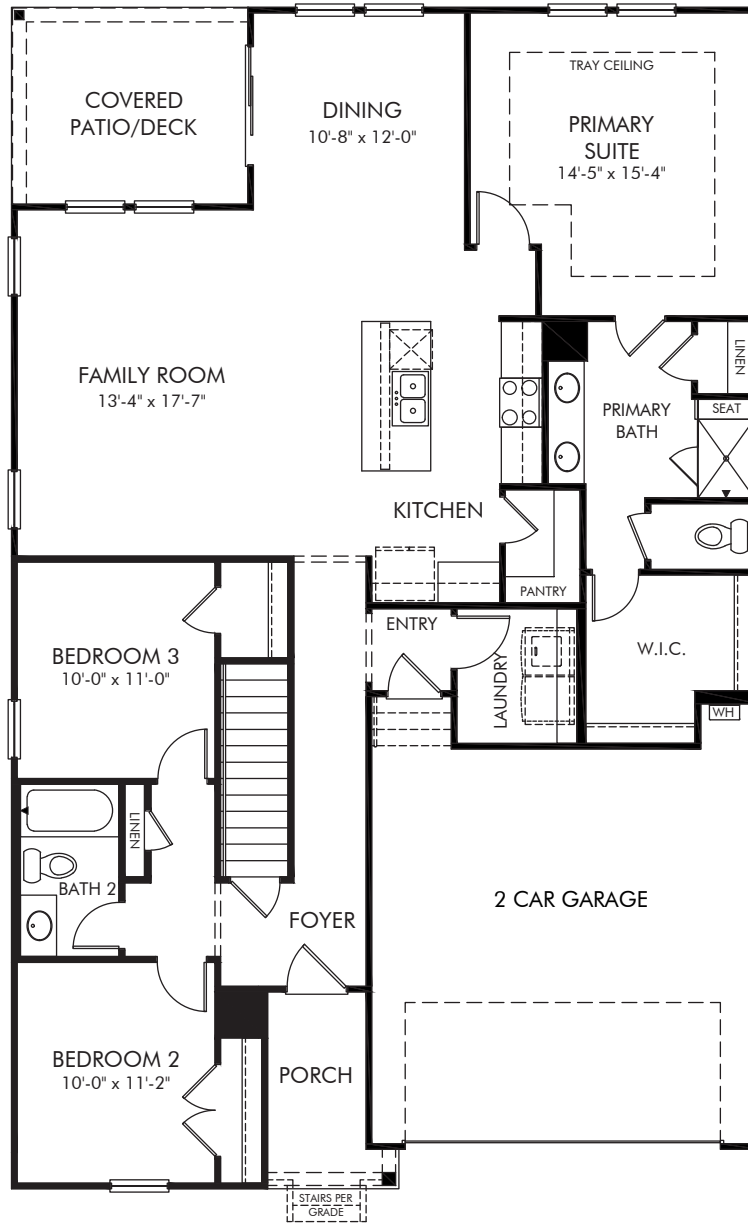 COVERED
PATIO/DECK
DINING
10'-8" x 12'-0"
TRAY CEILING
PRIMARY
SUITE
14'-5" x 15'-4"
FAMILY ROOM
13'-4" x 17'-7"
LINEN
SEAT
PRIMARY
BATH
KITCHEN
PANTRY
ENTRY
LAUNDRY
W.I.C.
WH
BEDROOM 3
10'-0" x 11'-0"
LINEN
BATH 2
FOYER
2 CAR GARAGE
BEDROOM 2
10'-0" x 11'-2"
PORCH
STAIRS PER
GRADE